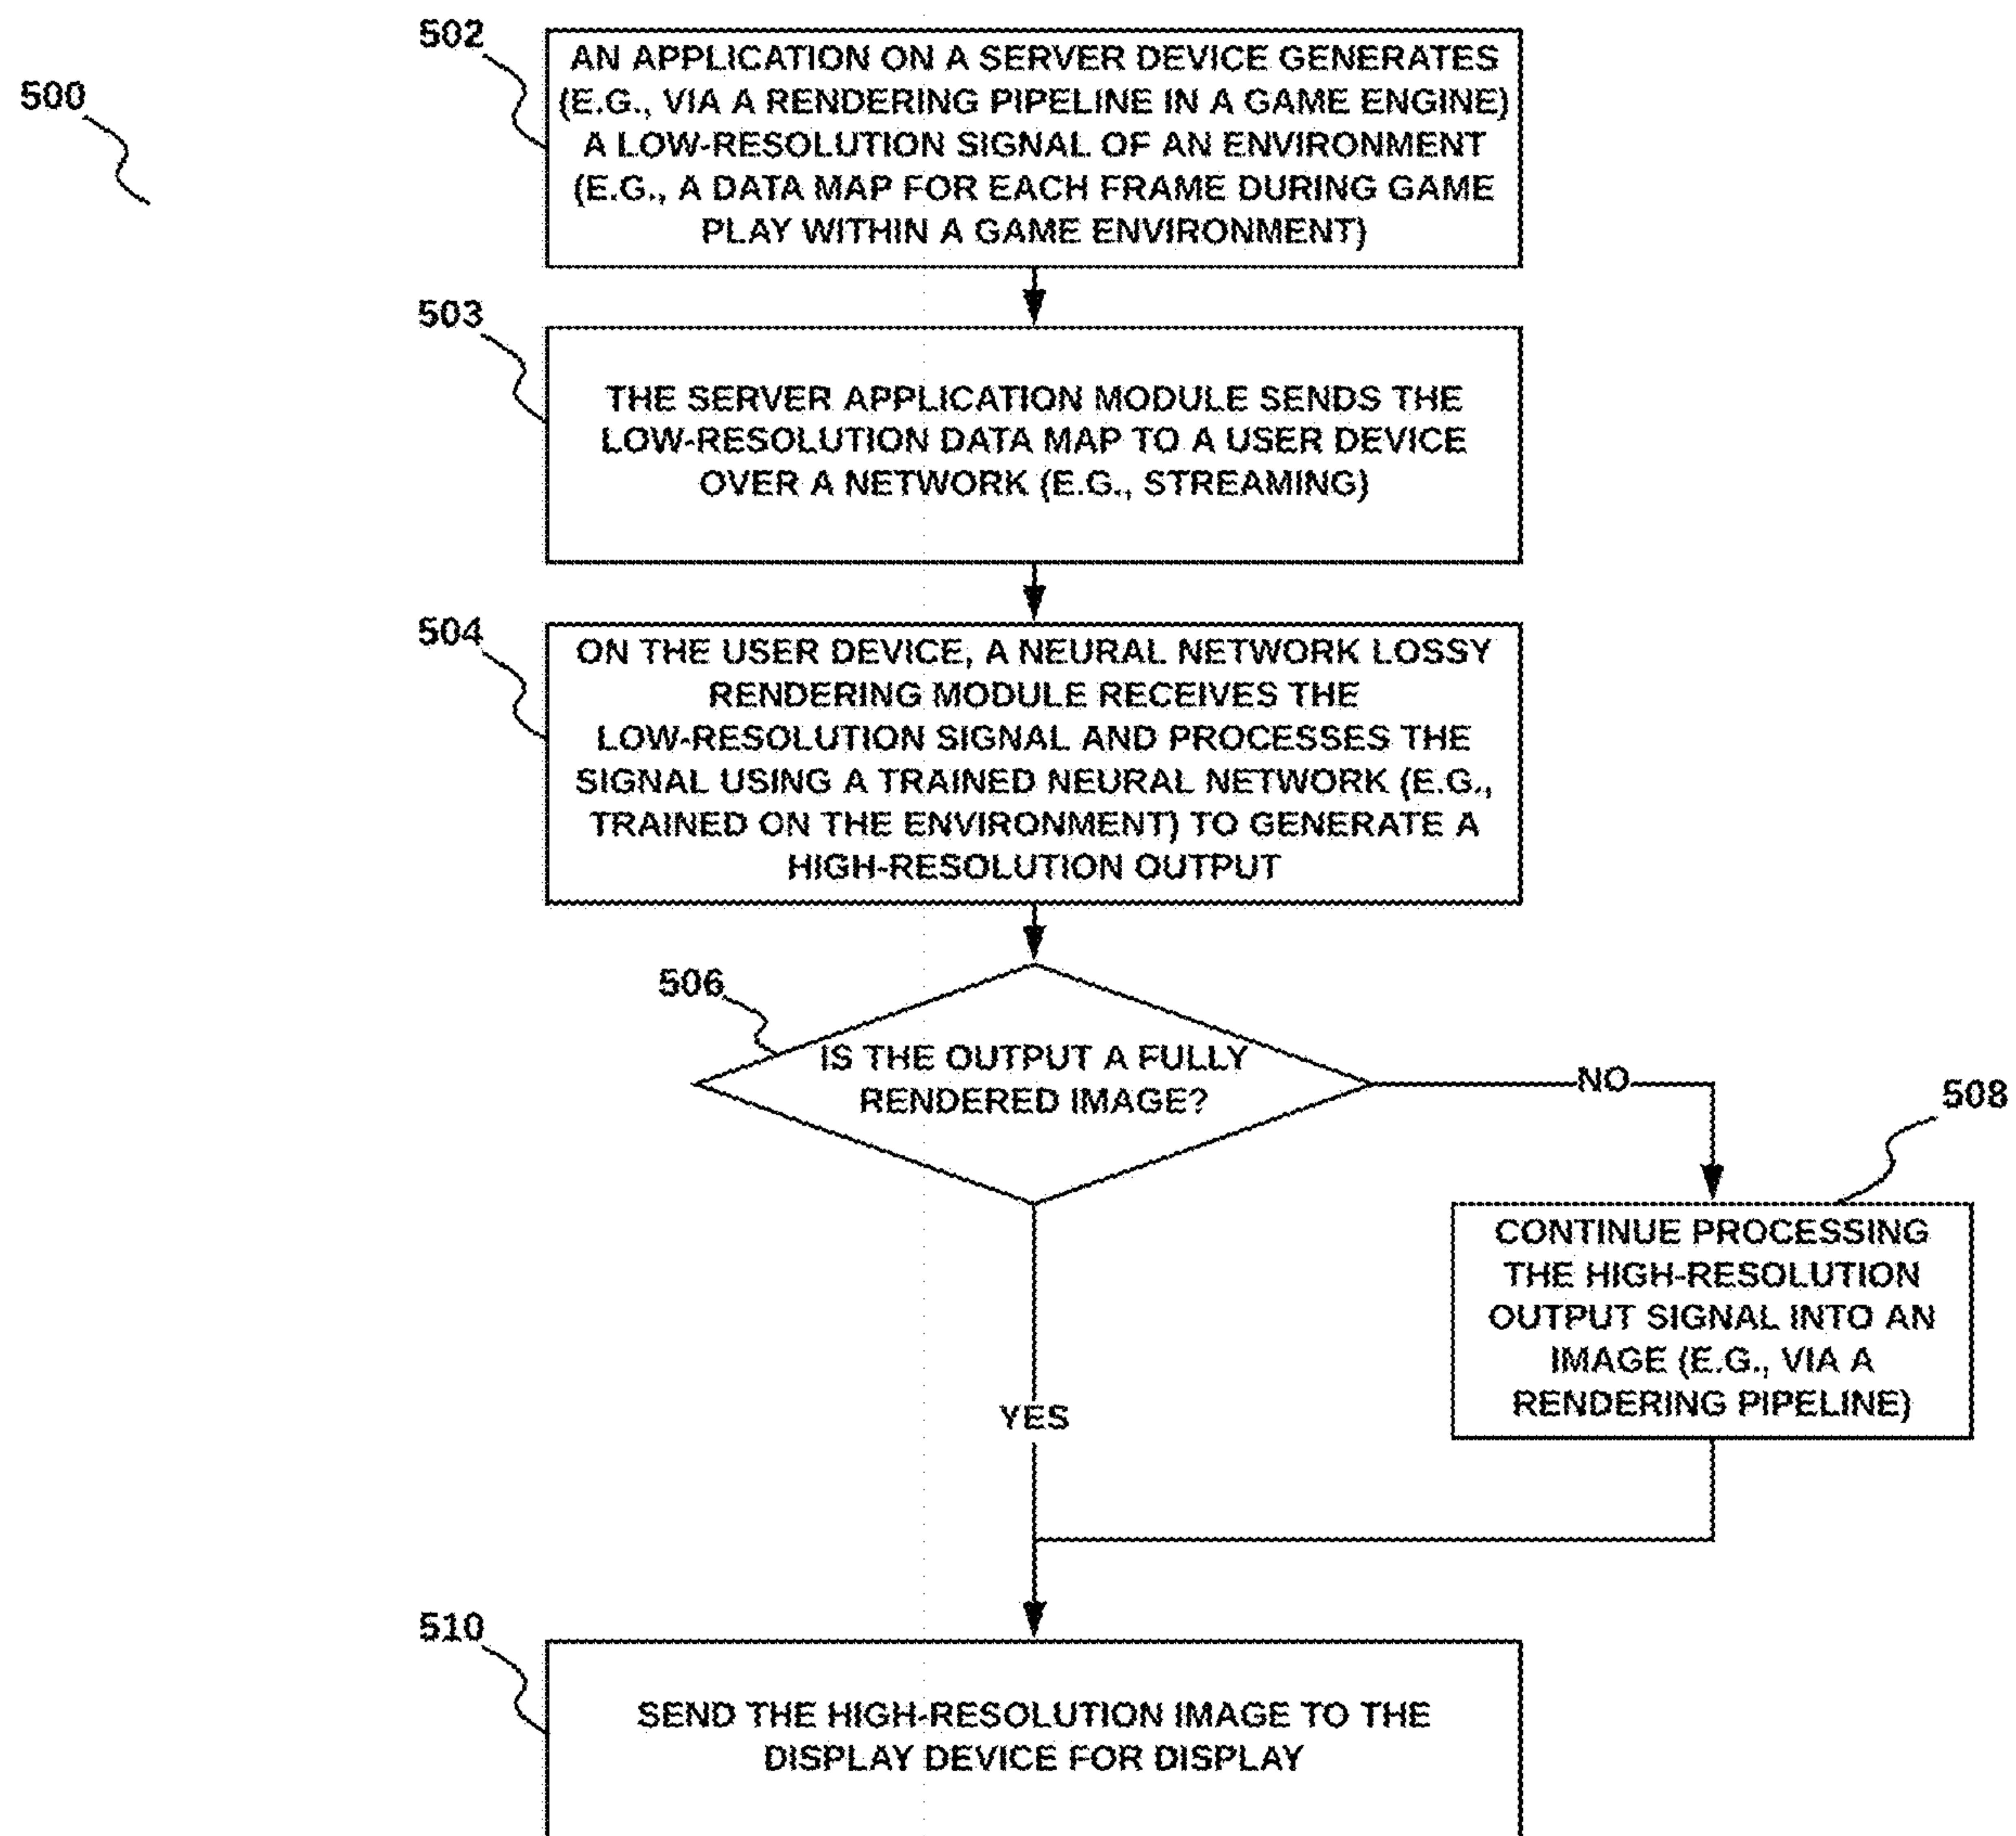 500
502
AN APPLICATION ON A SERVER DEVICE GENERATES
(E.G., VIA A RENDERING PIPELINE IN A GAME ENGINE)
A LOW-RESOLUTION SIGNAL OF AN ENVIRONMENT
(E.G., A DATA MAP FOR EACH FRAME DURING GAME
PLAY WITHIN A GAME ENVIRONMENT)
503
THE SERVER APPLICATION MODULE SENDS THE
LOW-RESOLUTION DATA MAP TO A USER DEVICE
OVER A NETWORK (E.G., STREAMING)
504
ON THE USER DEVICE, A NEURAL NETWORK LOSSY
RENDERING MODULE RECEIVES THE
LOW-RESOLUTION SIGNAL AND PROCESSES THE
SIGNAL USING A TRAINED NEURAL NETWORK (E.G.,
TRAINED ON THE ENVIRONMENT) TO GENERATE A
HIGH-RESOLUTION OUTPUT
506
IS THE OUTPUT A FULLY
RENDERED IMAGE?
NO
508
CONTINUE PROCESSING
THE HIGH-RESOLUTION
OUTPUT SIGNAL INTO AN
IMAGE (E.G., VIA A
RENDERING PIPELINE)
YES
510
SEND THE HIGH-RESOLUTION IMAGE TO THE
DISPLAY DEVICE FOR DISPLAY